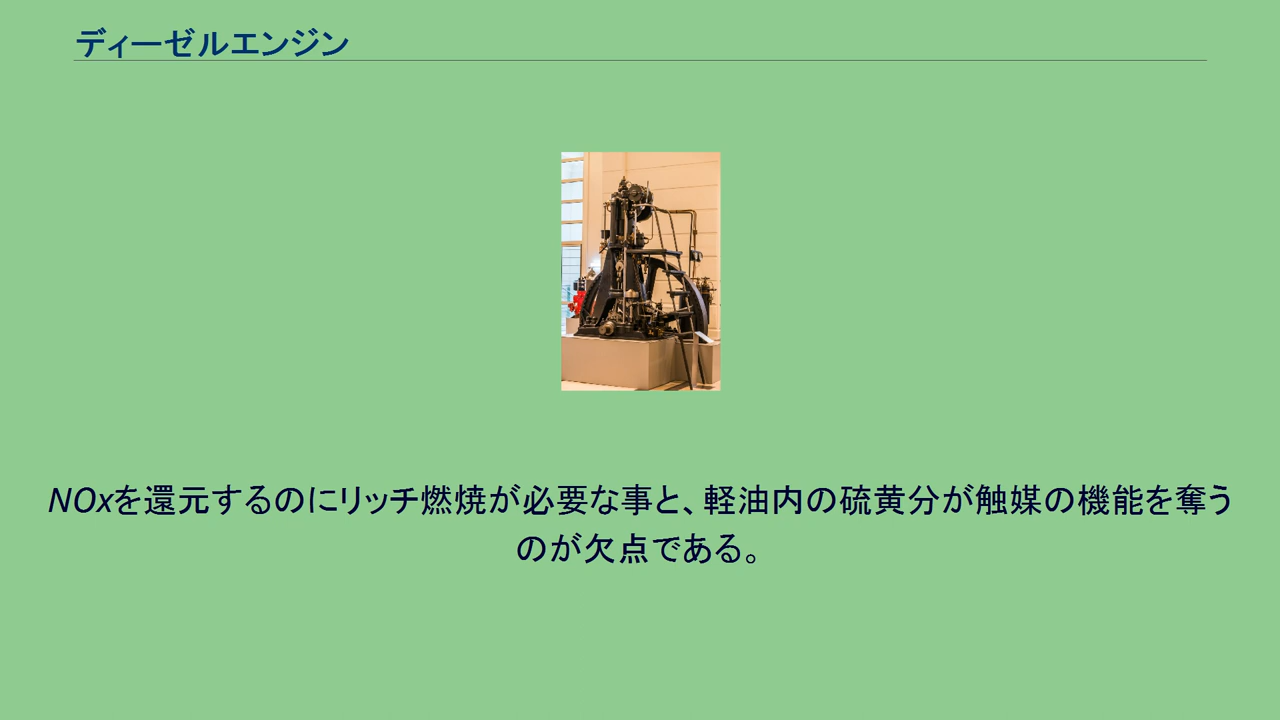 ディーゼルエンジン
NOxを還元するのにリッチ燃焼が必要な事と、軽油内の硫黄分が触媒の機能を奪う
のが欠点である。